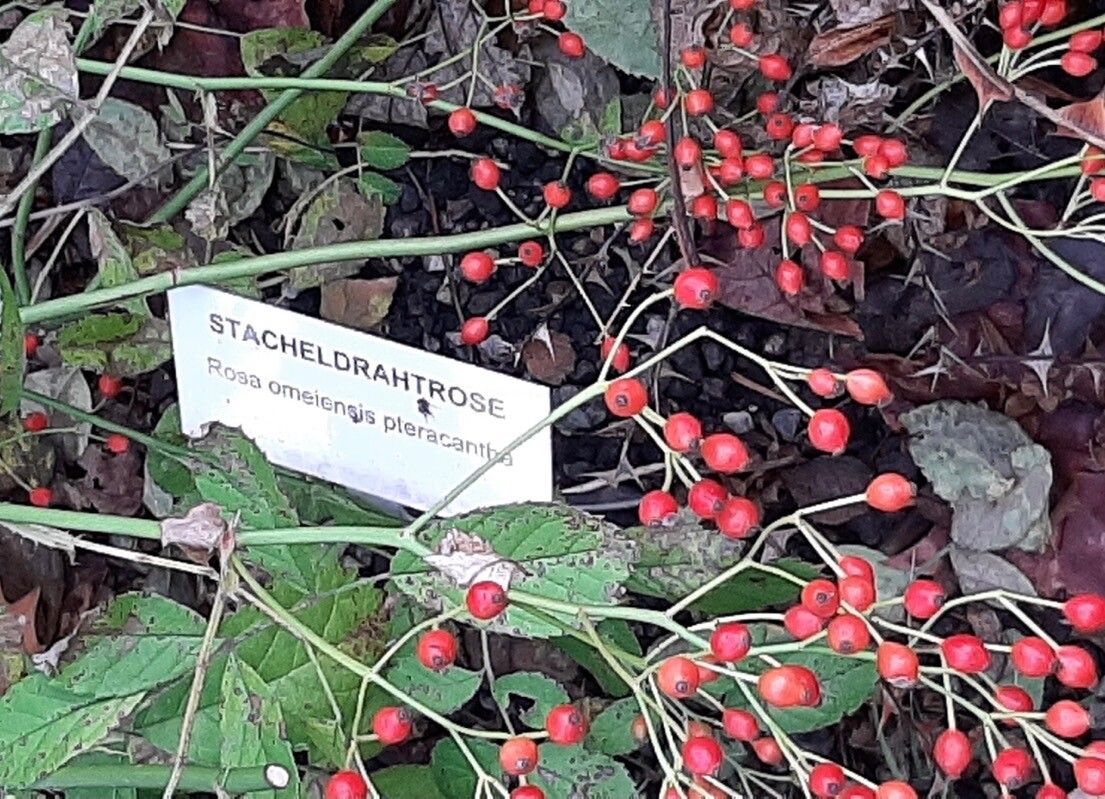 STACHELDRAHTROSE
Rosa omeiensis pteracantha